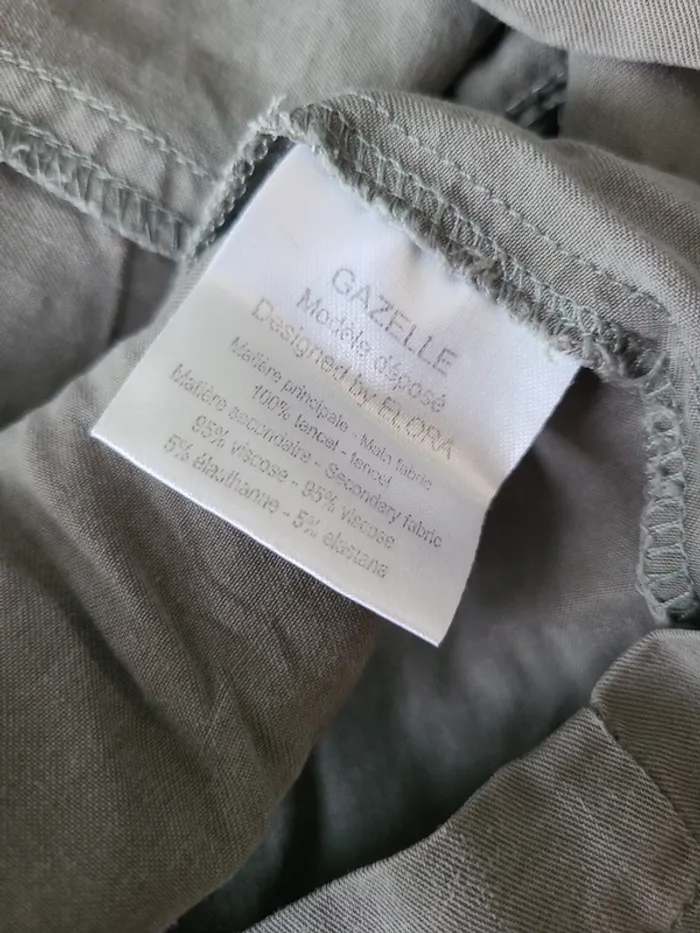 GAZELLE
Modèle déposé
Designed by ELORA
Matière principale - Main fabric
100% tencel - tencel
Matière secondaire - Secondary fabric
95% viscose - 95% viscose
5% élasthanne - 5% elastane